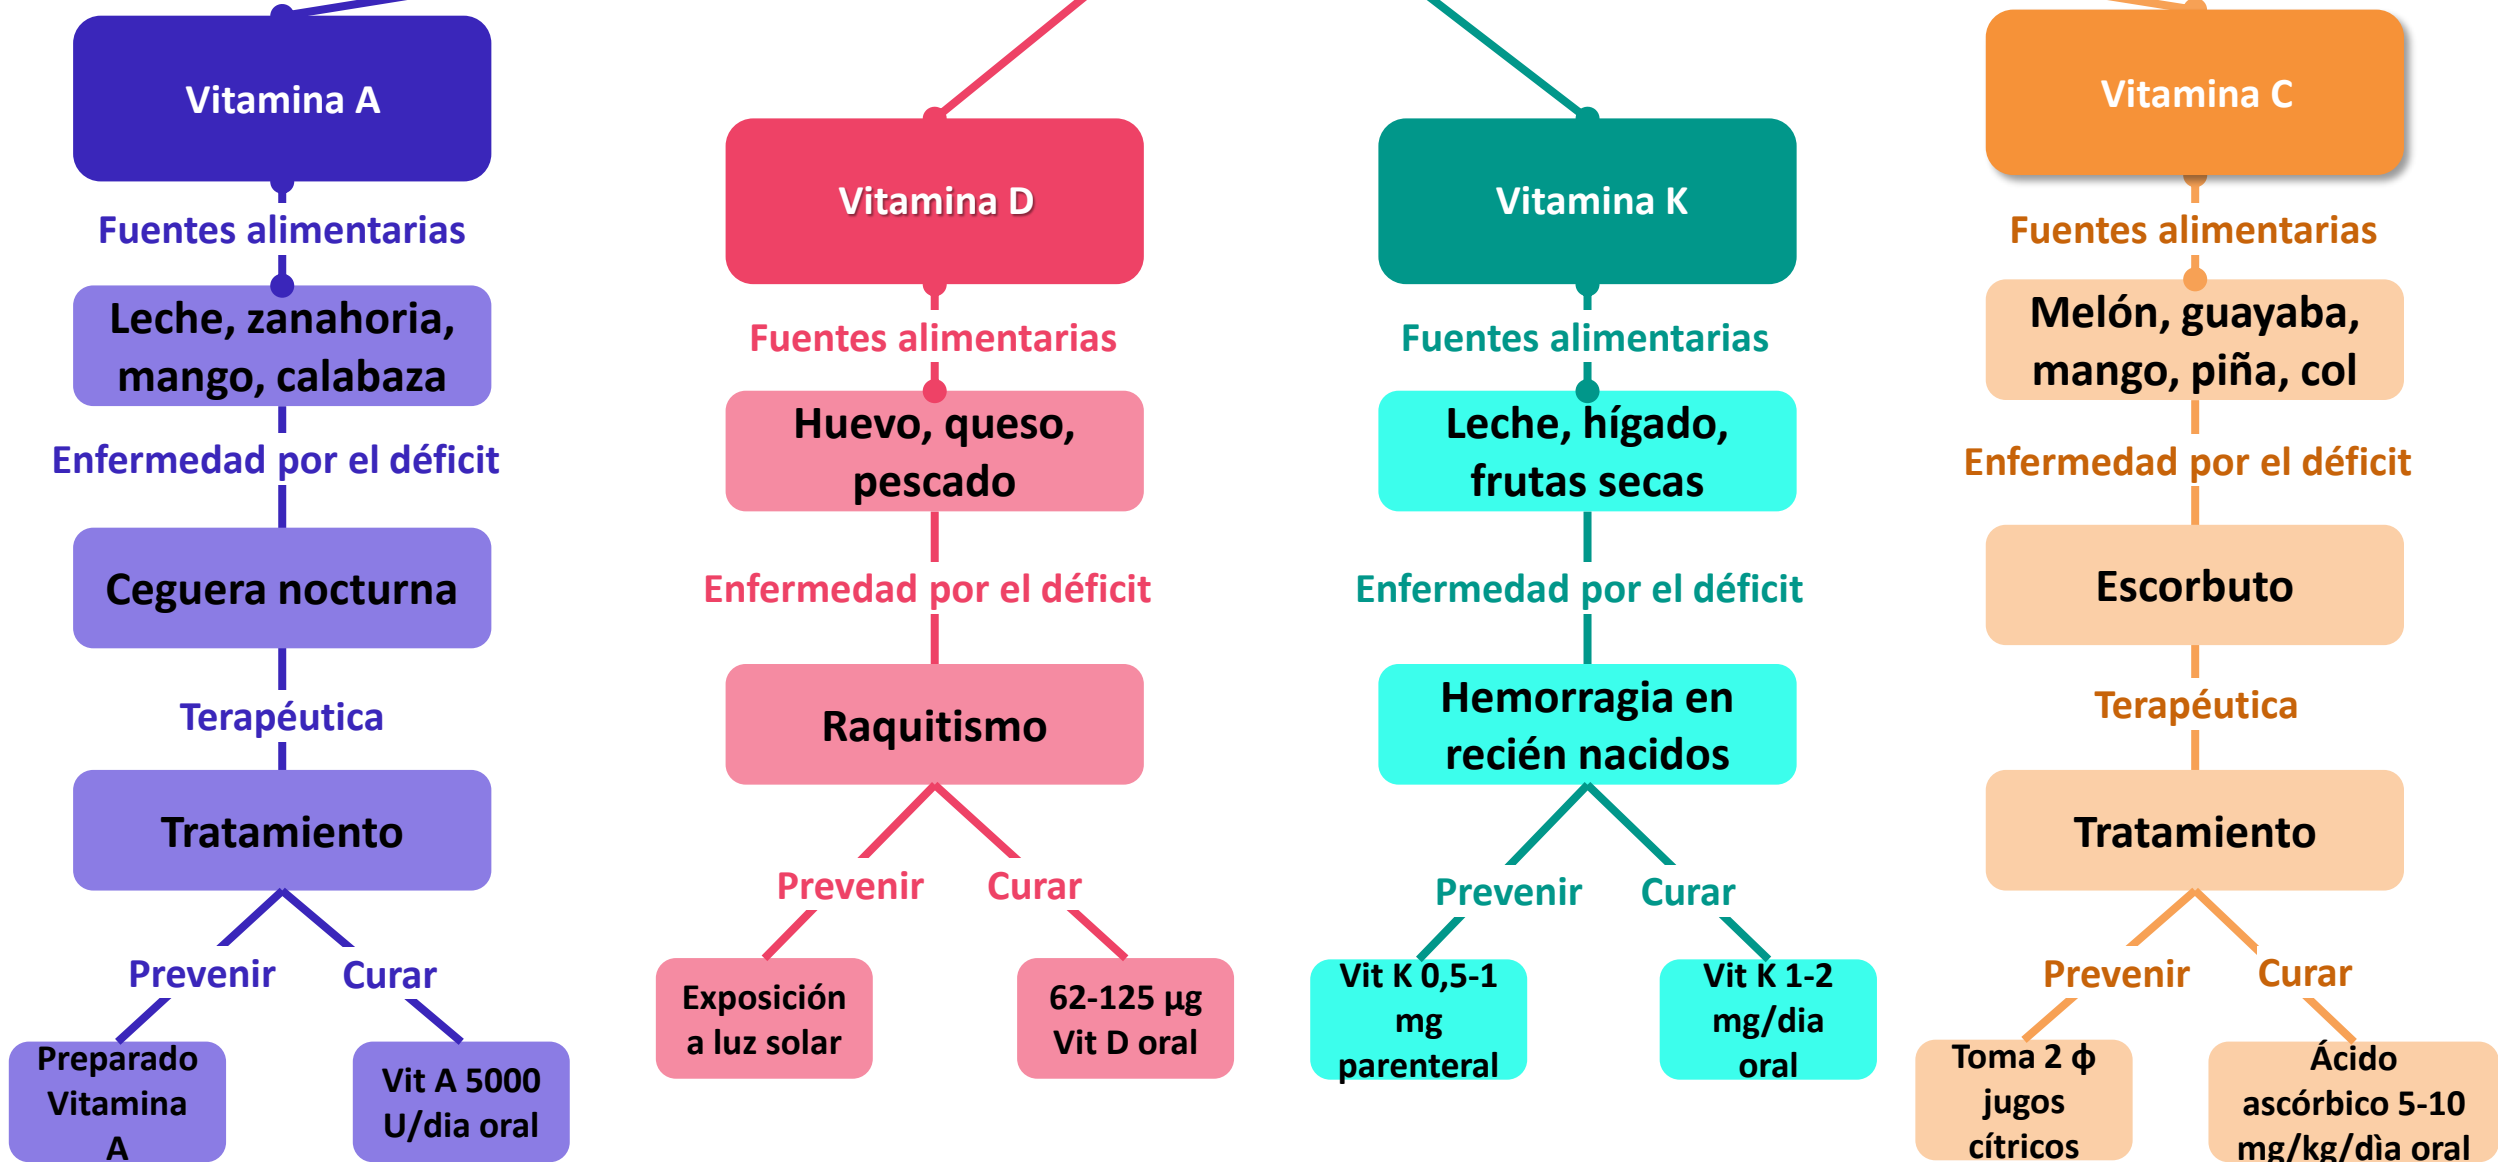 Vitamina A
Fuentes alimentarias
Leche, zanahoria,
mango, calabaza
Enfermedad por el déficit
Ceguera nocturna
Terapéutica
Tratamiento
Prevenir
Curar
Preparado
Vitamina
A
Vit A 5000
U/dia oral
Vitamina D
Fuentes alimentarias
Huevo, queso,
pescado
Enfermedad por el déficit
Raquitismo
Prevenir
Curar
Exposición
a luz solar
62-125 µg
Vit D oral
Vitamina K
Fuentes alimentarias
Leche, hígado,
frutas secas
Enfermedad por el déficit
Hemorragia en
recién nacidos
Prevenir
Curar
Vit K 0,5-1
mg
parenteral
Vit K 1-2
mg/dia
oral
Vitamina C
Fuentes alimentarias
Melón, guayaba,
mango, piña, col
Enfermedad por el déficit
Escorbuto
Terapéutica
Tratamiento
Prevenir
Curar
Toma 2 ф
jugos
cítricos
Ácido
ascórbico 5-10
mg/kg/dìa oral